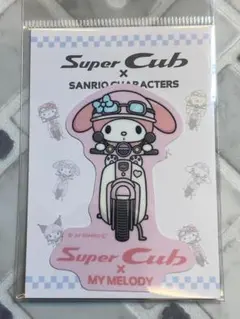 Super Cub
×
SANRIO CHARACTERS
Super Cub
×
MY MELODY